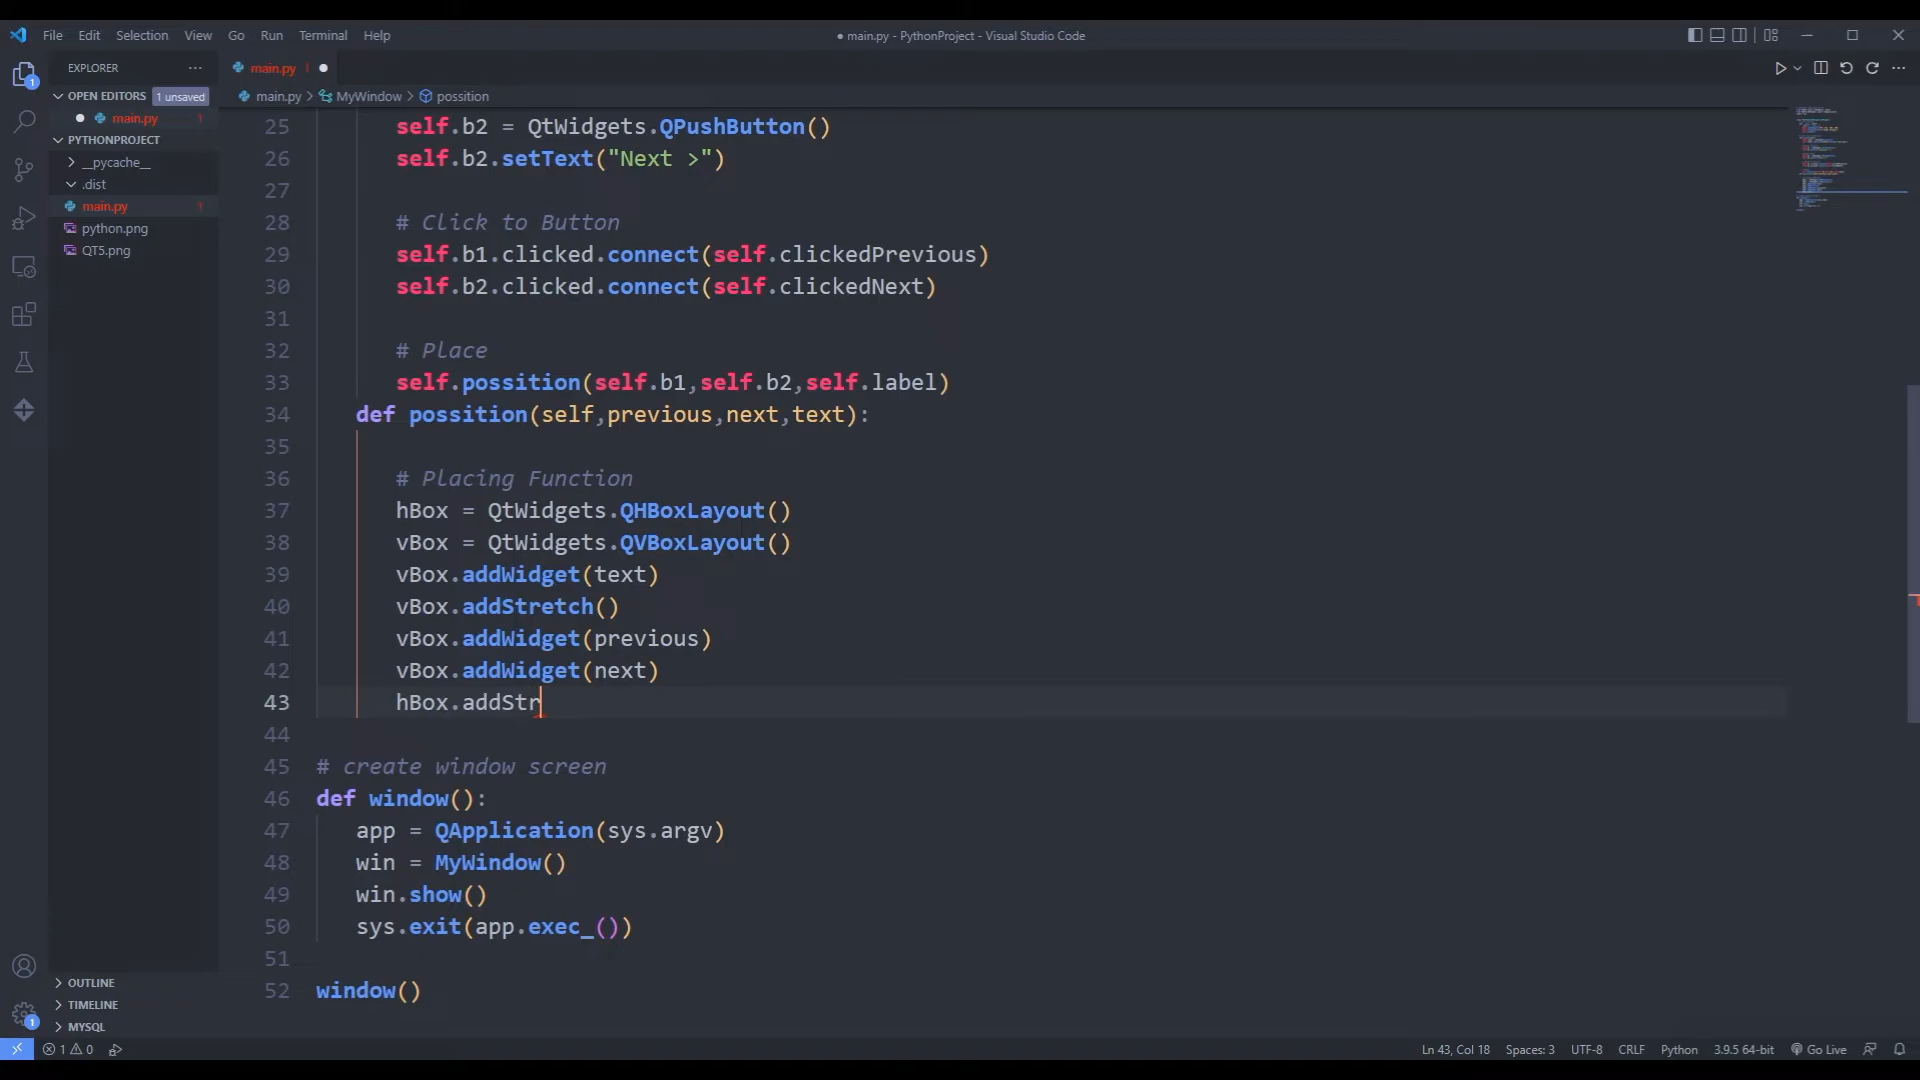 File Edit Selection View Go Run Terminal Help
● main.py - PythonProject - Visual Studio Code
EXPLORER
main.py 1
OPEN EDITORS 1 unsaved
main.py > MyWindow > possition
main.py 1
PYTHONPROJECT
__pycache__
.dist
main.py 1
python.png
QT5.png
25 self.b2 = QtWidgets.QPushButton()
26 self.b2.setText("Next >")
27
28 # Click to Button
29 self.b1.clicked.connect(self.clickedPrevious)
30 self.b2.clicked.connect(self.clickedNext)
31
32 # Place
33 self.possition(self.b1,self.b2,self.label)
34 def possition(self,previous,next,text):
35
36 # Placing Function
37 hBox = QtWidgets.QHBoxLayout()
38 vBox = QtWidgets.QVBoxLayout()
39 vBox.addWidget(text)
40 vBox.addStretch()
41 vBox.addWidget(previous)
42 vBox.addWidget(next)
43 hBox.addStr
44
45 # create window screen
46 def window():
47 app = QApplication(sys.argv)
48 win = MyWindow()
49 win.show()
50 sys.exit(app.exec_())
51
52 window()
OUTLINE
TIMELINE
MYSQL
1
1
1 0
Ln 43, Col 18 Spaces: 3 UTF-8 CRLF Python 3.9.5 64-bit Go Live